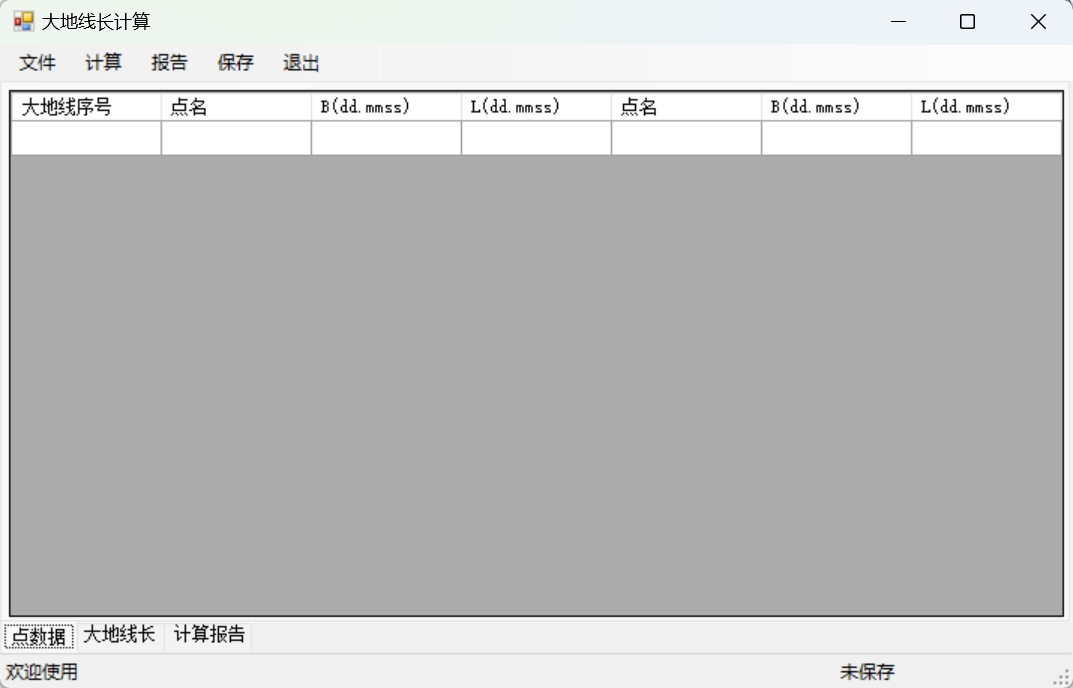 大地线长计算
文件 计算 报告 保存 退出
大地线序号 点名 B(dd.mmss) L(dd.mmss) 点名 B(dd.mmss) L(dd.mmss)
点数据 大地线长 计算报告
欢迎使用 未保存